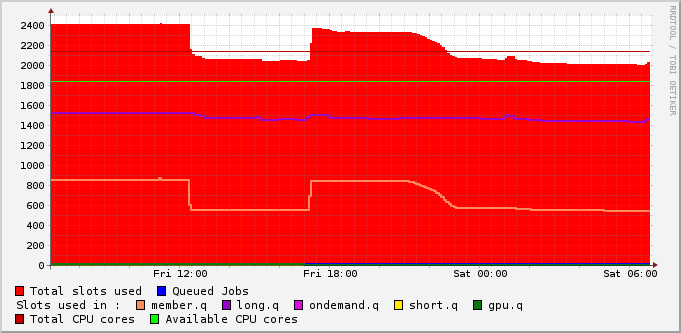 RRDTOOL / TOBI OETIKER
2400
2200
2000
1800
1600
1400
1200
1000
800
600
400
200
0
Fri 12:00 Fri 18:00 Sat 00:00 Sat 06:00
Total slots used Queued Jobs
Slots used in : member.q long.q ondemand.q short.q gpu.q
Total CPU cores Available CPU cores